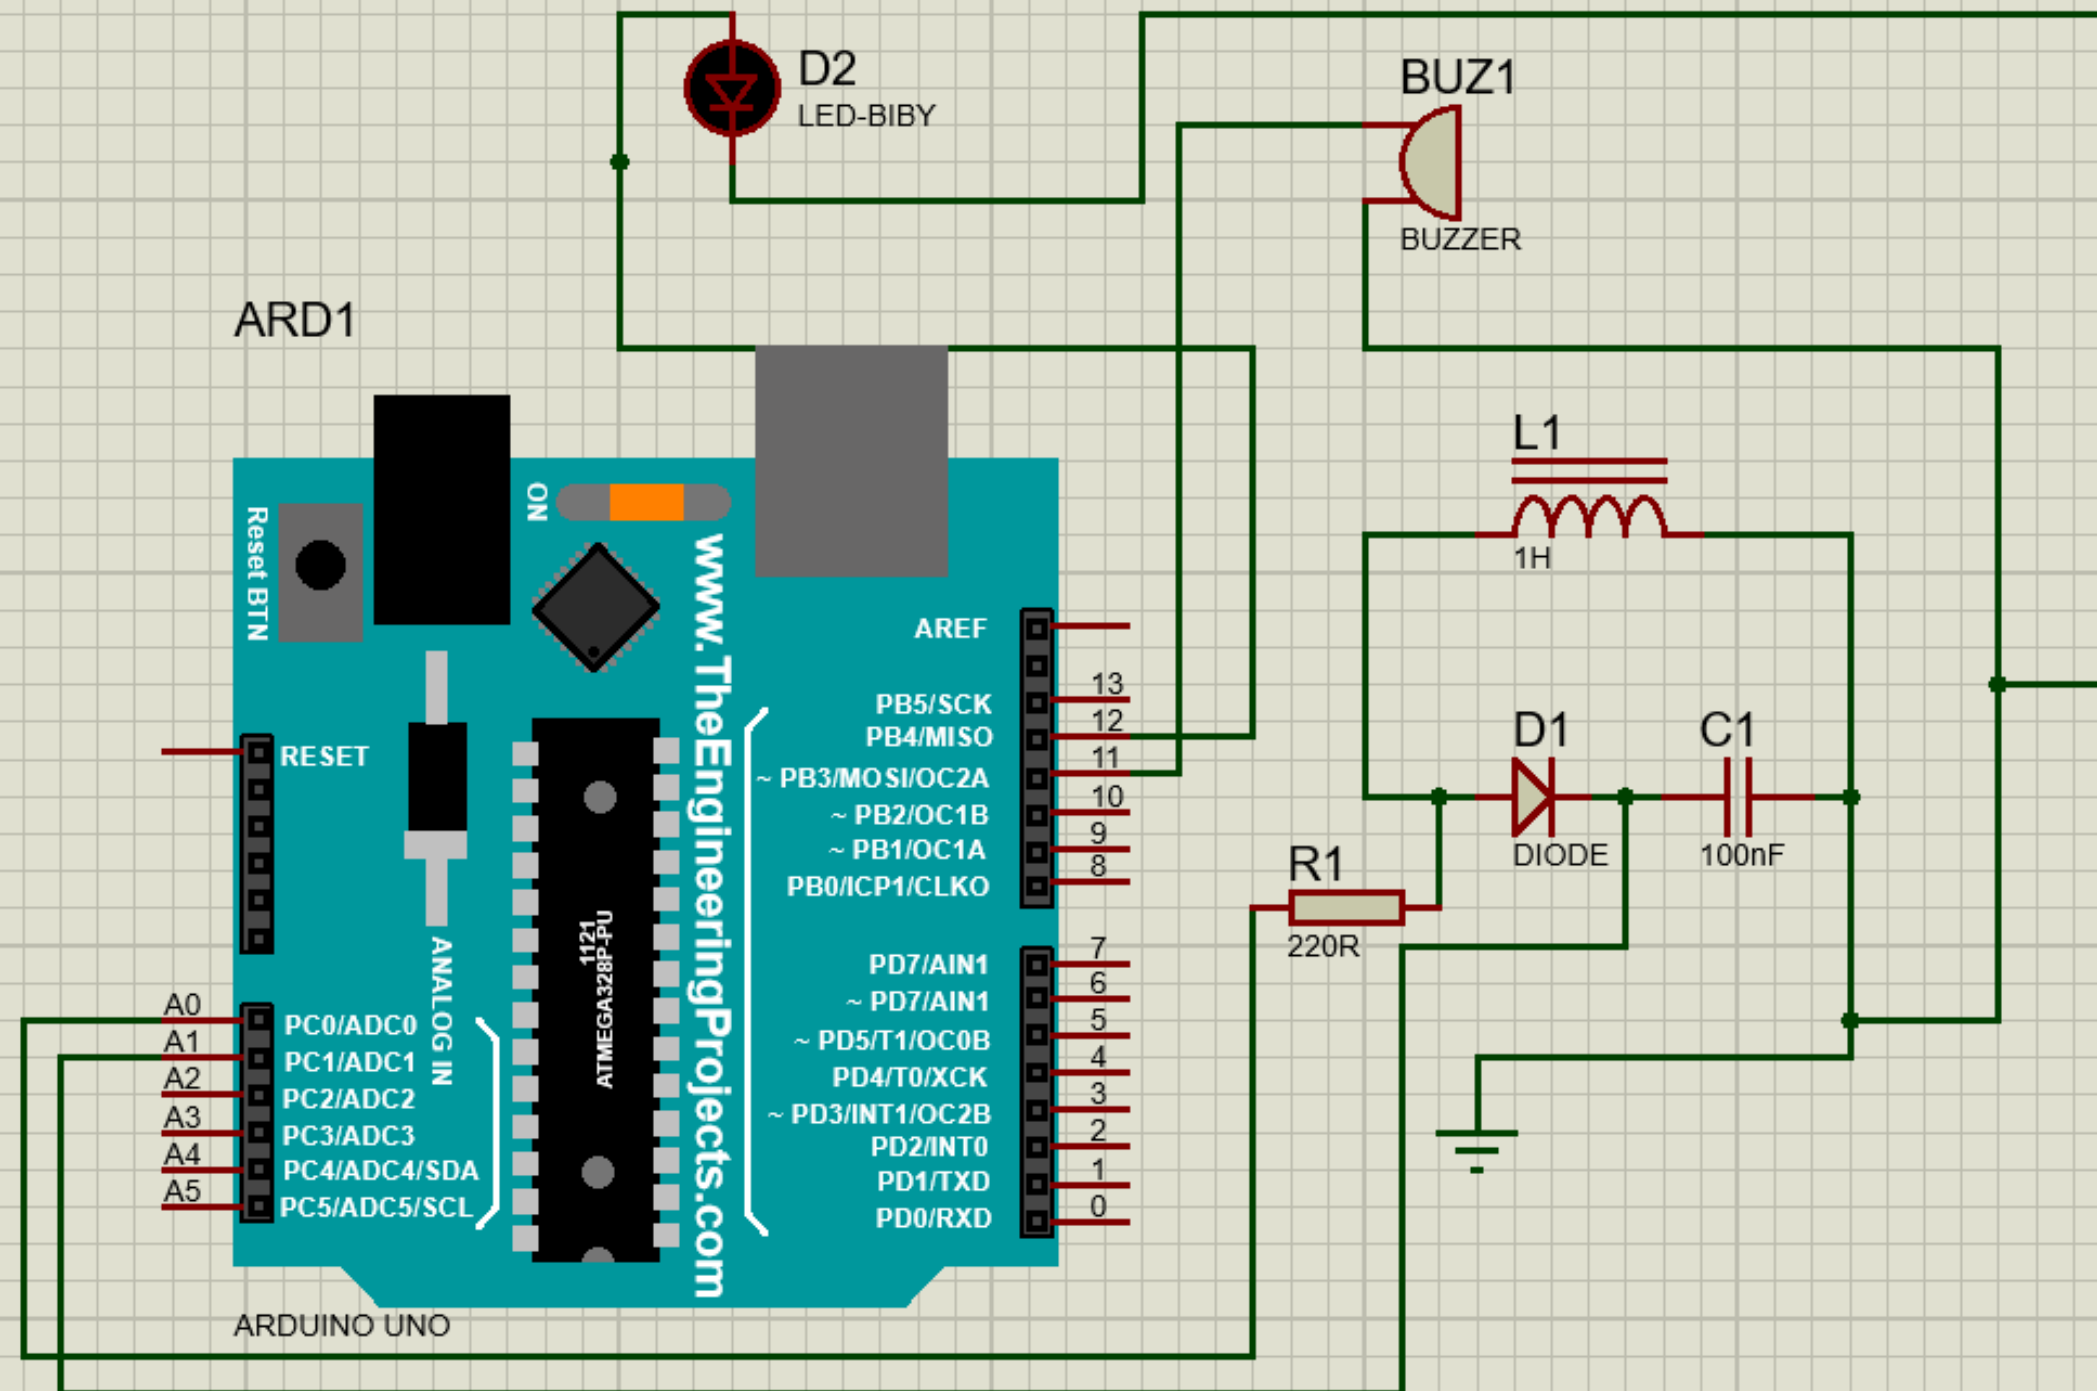 D2
LED-BIBY
BUZ1
BUZZER
ARD1
L1
1H
ON
Reset BTN
www.TheEngineeringProjects.com
AREF
13
PB5/SCK
12
PB4/MISO
11
~ PB3/MOSI/OC2A
10
~ PB2/OC1B
9
~ PB1/OC1A
8
PB0/ICP1/CLKO
RESET
D1
DIODE
C1
100nF
R1
220R
1121
ATMEGA328P-PU
ANALOG IN
7
PD7/AIN1
6
~ PD7/AIN1
5
~ PD5/T1/OC0B
4
PD4/T0/XCK
3
~ PD3/INT1/OC2B
2
PD2/INT0
1
PD1/TXD
0
PD0/RXD
A0
PC0/ADC0
A1
PC1/ADC1
A2
PC2/ADC2
A3
PC3/ADC3
A4
PC4/ADC4/SDA
A5
PC5/ADC5/SCL
ARDUINO UNO